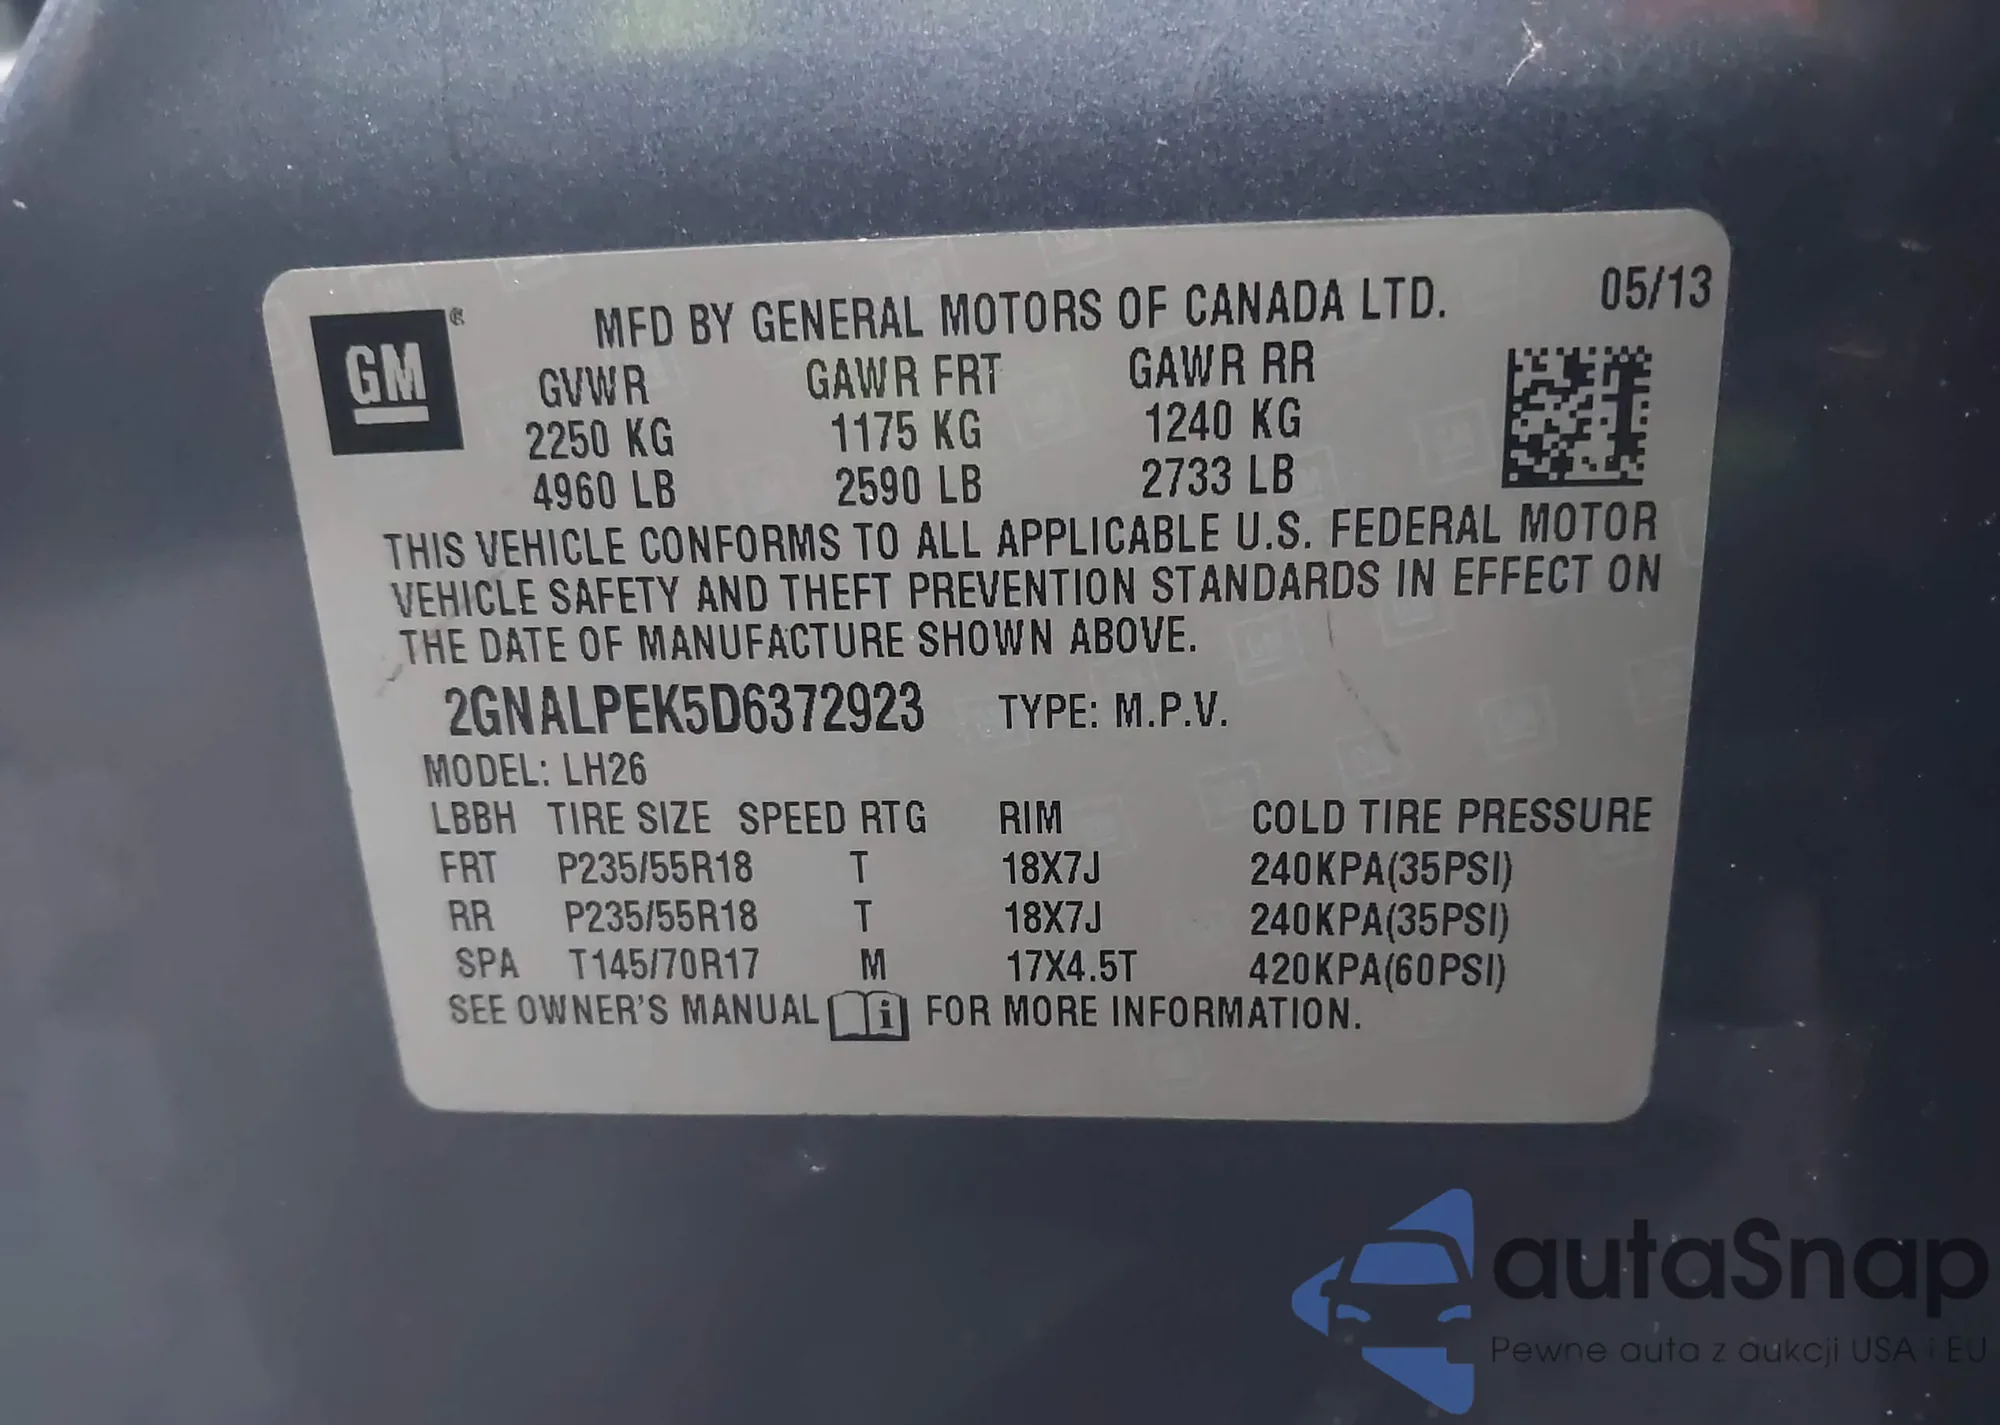 GM®
MFD BY GENERAL MOTORS OF CANADA LTD. 05/13
GVWR GAWR FRT GAWR RR
2250 KG 1175 KG 1240 KG
4960 LB 2590 LB 2733 LB
THIS VEHICLE CONFORMS TO ALL APPLICABLE U.S. FEDERAL MOTOR
VEHICLE SAFETY AND THEFT PREVENTION STANDARDS IN EFFECT ON
THE DATE OF MANUFACTURE SHOWN ABOVE.
2GNALPEK5D6372923 TYPE: M.P.V.
MODEL: LH26
LBBH TIRE SIZE SPEED RTG RIM COLD TIRE PRESSURE
FRT P235/55R18 T 18X7J 240KPA(35PSI)
RR P235/55R18 T 18X7J 240KPA(35PSI)
SPA T145/70R17 M 17X4.5T 420KPA(60PSI)
SEE OWNER'S MANUAL i FOR MORE INFORMATION.
autaSnap
Pewne auta z aukcji USA i EU